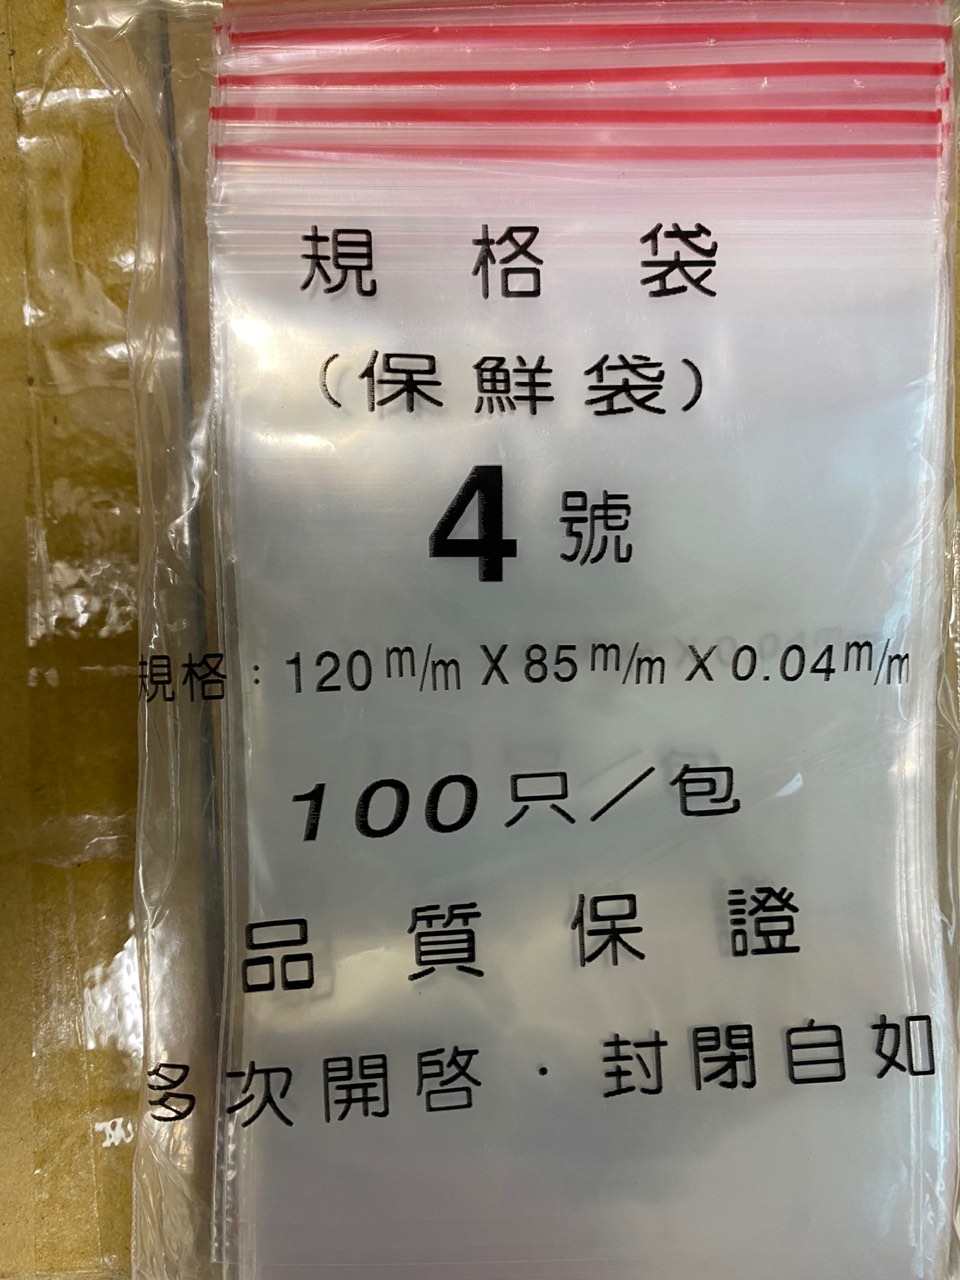 規格袋
(保鮮袋)
4號
規格：120m/m X 85m/m X 0.04m/m
100只／包
品質保證
多次開啓·封閉自如